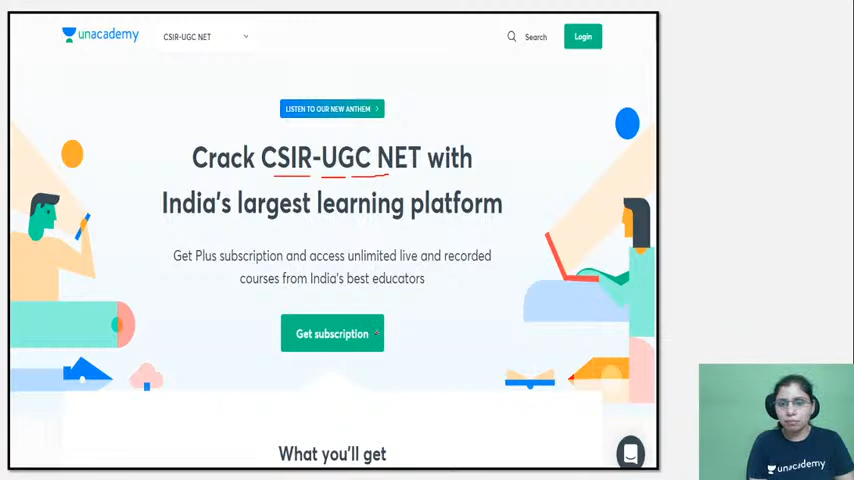 unacademy
CSIR-UGC NET
Search
Login
LISTEN TO OUR NEW ANTHEM
Crack CSIR-UGC NET with
India's largest learning platform
Get Plus subscription and access unlimited live and recorded
courses from India's best educators
Get subscription
What you'll get
unacademy